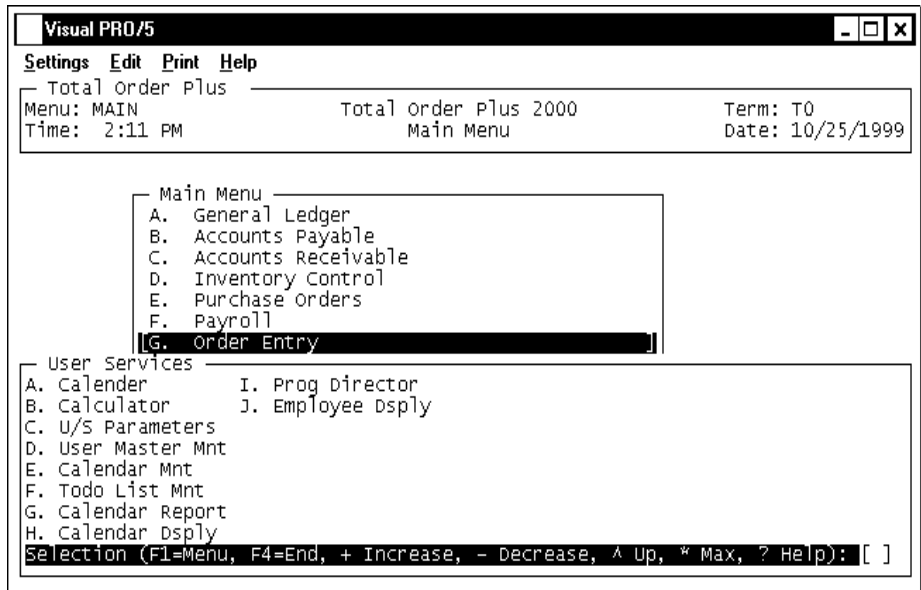 Visual PRO/5
Settings Edit Print Help
Total Order Plus
Menu: MAIN Total Order Plus 2000 Term: T0
Time: 2:11 PM Main Menu Date: 10/25/1999
Main Menu
A. General Ledger
B. Accounts Payable
C. Accounts Receivable
D. Inventory Control
E. Purchase Orders
F. Payroll
[G. Order Entry ]
User Services
A. Calender I. Prog Director
B. Calculator J. Employee Dsply
C. U/S Parameters
D. User Master Mnt
E. Calendar Mnt
F. Todo List Mnt
G. Calendar Report
H. Calendar Dsply
Selection (F1=Menu, F4=End, + Increase, - Decrease, ^ Up, * Max, ? Help): [ ]